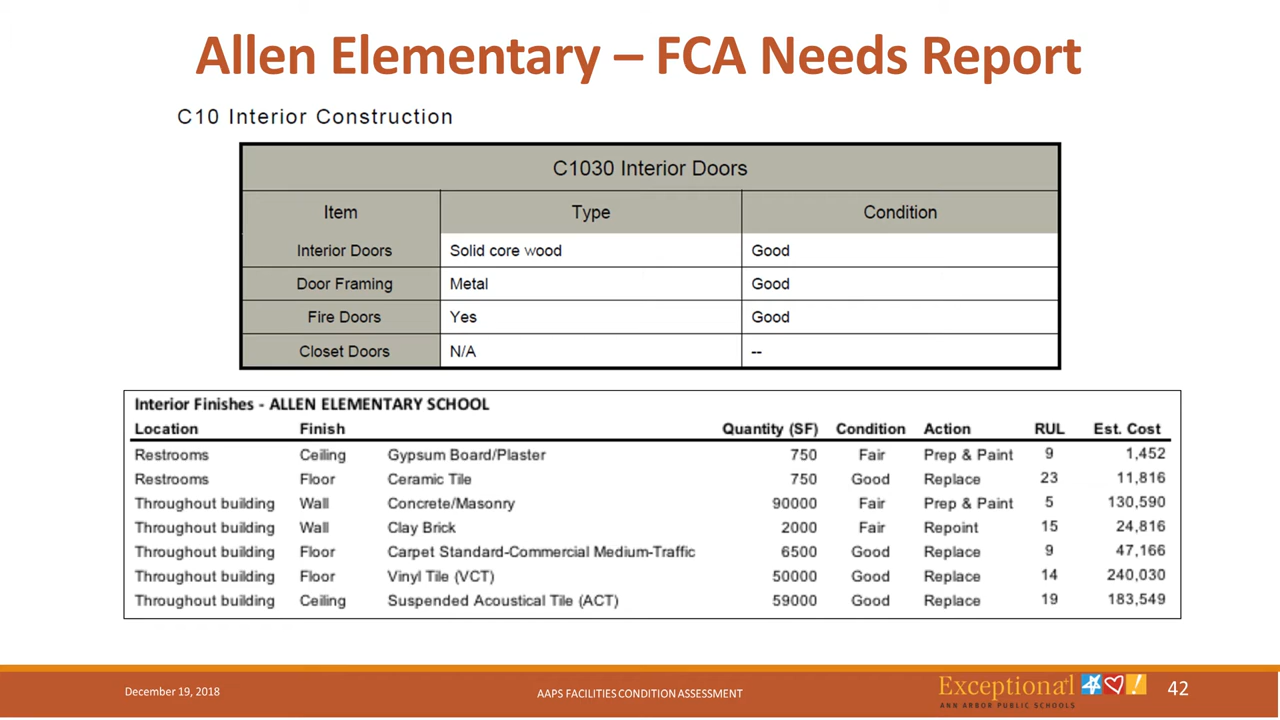 Allen Elementary – FCA Needs Report
C10 Interior Construction
C1030 Interior Doors
Item Type Condition
Interior Doors Solid core wood Good
Door Framing Metal Good
Fire Doors Yes Good
Closet Doors N/A --
Interior Finishes - ALLEN ELEMENTARY SCHOOL
Location Finish Quantity (SF) Condition Action RUL Est. Cost
Restrooms Ceiling Gypsum Board/Plaster 750 Fair Prep & Paint 9 1,452
Restrooms Floor Ceramic Tile 750 Good Replace 23 11,816
Throughout building Wall Concrete/Masonry 90000 Fair Prep & Paint 5 130,590
Throughout building Wall Clay Brick 2000 Fair Repoint 15 24,816
Throughout building Floor Carpet Standard-Commercial Medium-Traffic 6500 Good Replace 9 47,166
Throughout building Floor Vinyl Tile (VCT) 50000 Good Replace 14 240,030
Throughout building Ceiling Suspended Acoustical Tile (ACT) 59000 Good Replace 19 183,549
December 19, 2018 AAPS FACILITIES CONDITION ASSESSMENT Exceptional 42
ANN ARBOR PUBLIC SCHOOLS